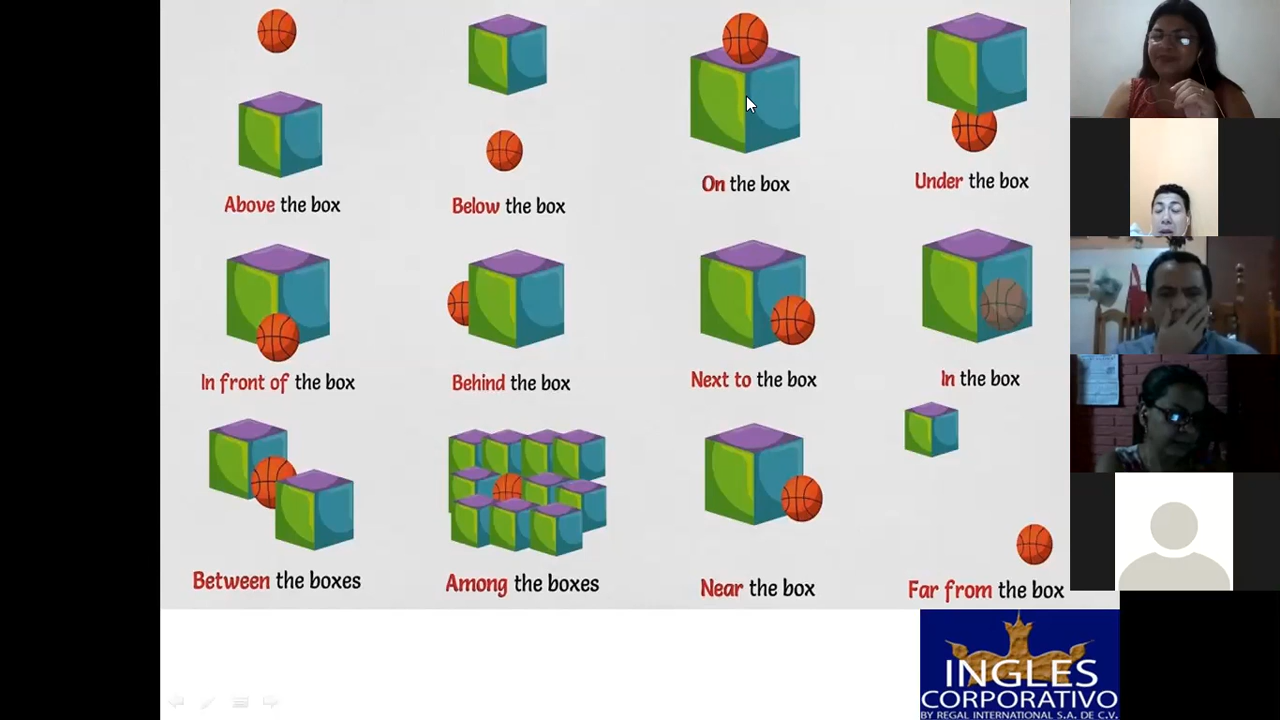 Above the box
Below the box
On the box
Under the box
In front of the box
Behind the box
Next to the box
In the box
Between the boxes
Among the boxes
Near the box
Far from the box
INGLES
CORPORATIVO
BY REGAL INTERNATIONAL S.A. DE C.V.